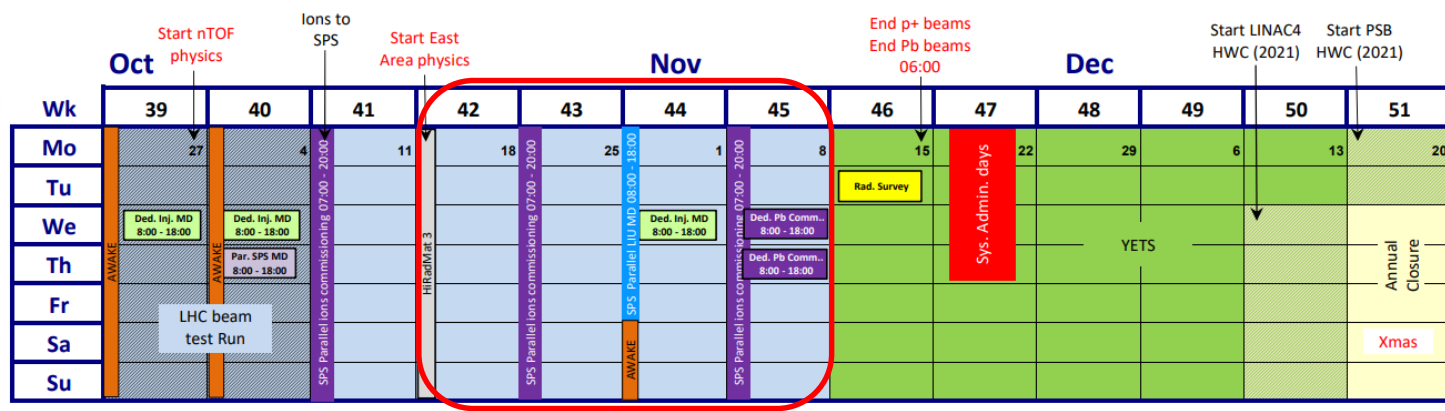 Oct
Start nTOF
physics
Ions to
SPS
Start East
Area physics
Nov
End p+ beams
End Pb beams
06:00
Dec
Start LINAC4
HWC (2021)
Start PSB
HWC (2021)
Wk 39 40 41 42 43 44 45 46 47 48 49 50 51
Mo 27 4 11 18 25 1 8 15 22 29 6 13 20
Tu
We
Th
Fr
Sa
Su
AWAKE
Ded. Inj. MD
8:00 - 18:00
AWAKE
Ded. Inj. MD
8:00 - 18:00
Par. SPS MD
8:00 - 18:00
LHC beam
test Run
SPS Parallel ions commissioning 07:00 - 20:00
HiRadMat 3
SPS Parallel ions commissioning 07:00 - 20:00
SPS Parallel LIU MD 08:00 - 18:00
AWAKE
Ded. Inj. MD
8:00 - 18:00
SPS Parallel ions commissioning 07:00 - 20:00
Ded. Pb Comm..
8:00 - 18:00
Ded. Pb Comm..
8:00 - 18:00
Rad. Survey
Sys. Admin. days
YETS
Annual
Closure
Xmas